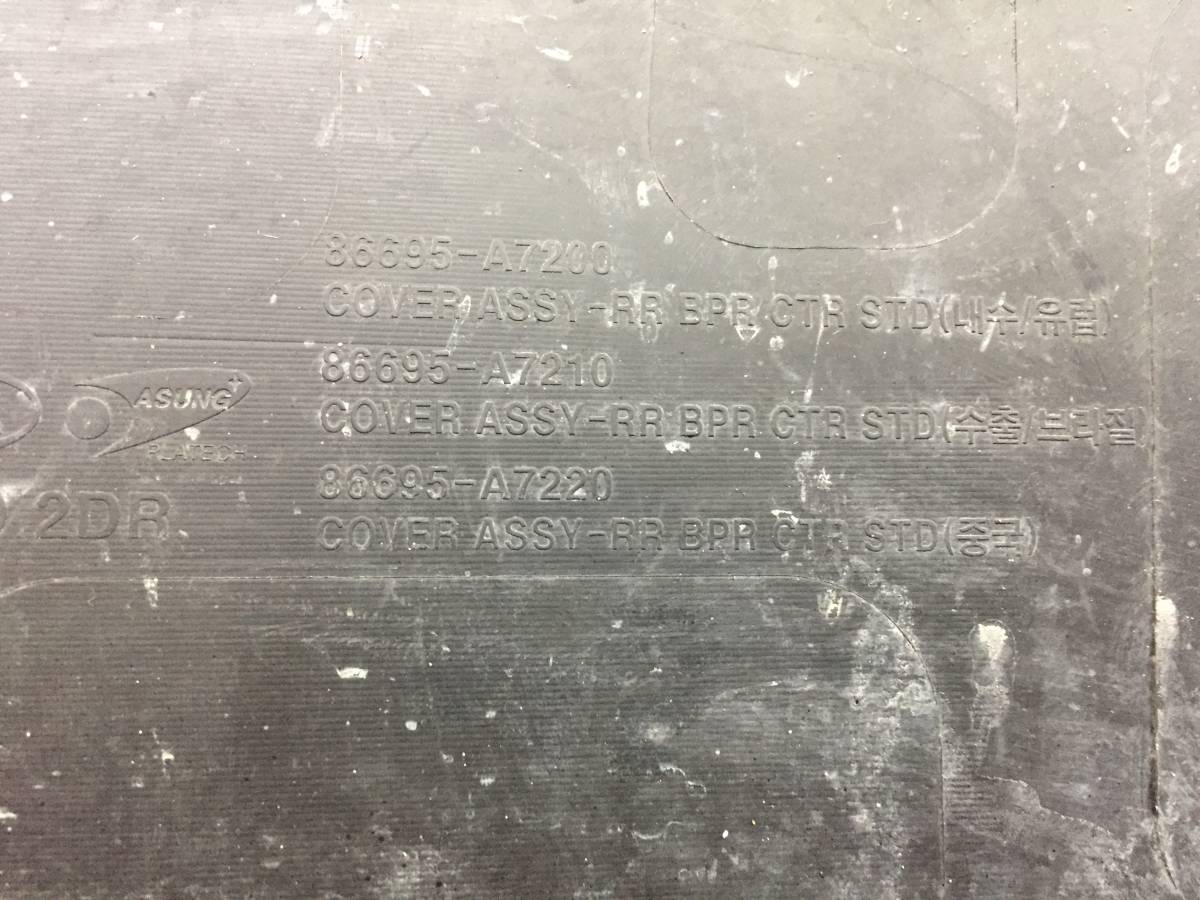 86695-A7200
COVER ASSY-RR BPR CTR STD(내수/유럽)
86695-A7210
COVER ASSY-RR BPR CTR STD(수출/브라질)
86695-A7220
COVER ASSY-RR BPR CTR STD(중국)
ASUNG
PLATECH
2DR